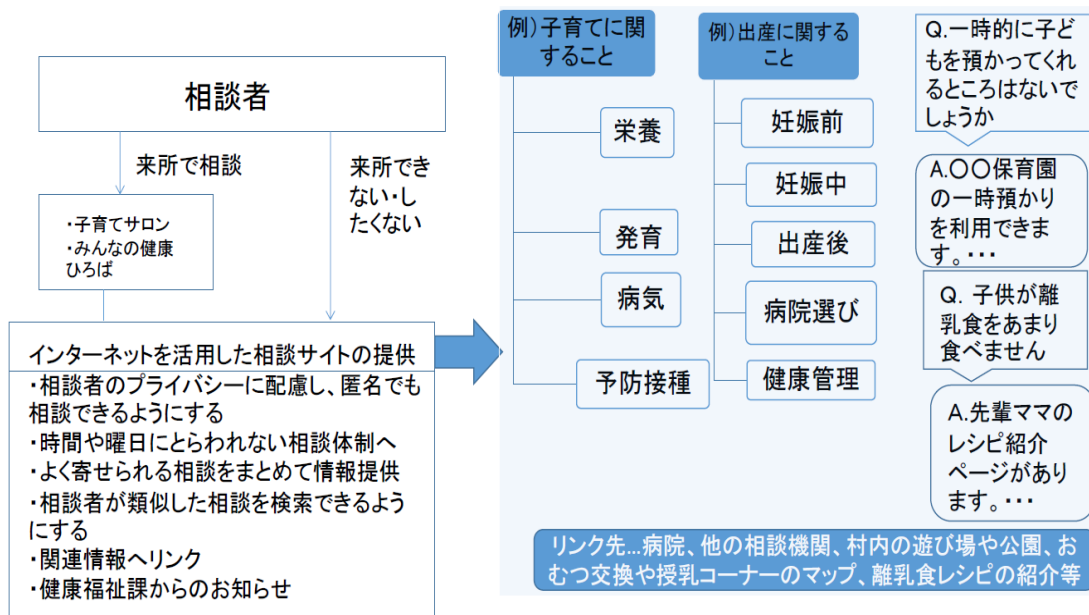 相談者
来所で相談
来所でき
ない・し
たくない
・子育てサロン
・みんなの健康
ひろば
インターネットを活用した相談サイトの提供
・相談者のプライバシーに配慮し、匿名でも
相談できるようにする
・時間や曜日にとらわれない相談体制へ
・よく寄せられる相談をまとめて情報提供
・相談者が類似した相談を検索できるよう
にする
・関連情報へリンク
・健康福祉課からのお知らせ
例)子育てに関
すること
栄養
発育
病気
予防接種
例)出産に関する
こと
妊娠前
妊娠中
出産後
病院選び
健康管理
Q.一時的に子ど
もを預かってくれ
るところはないで
しょうか
A.〇〇保育園
の一時預かり
を利用できま
す。・・・
Q. 子供が離
乳食をあまり
食べません
A.先輩ママの
レシピ紹介
ページがあり
ます。・・・
リンク先…病院、他の相談機関、村内の遊び場や公園、お
むつ交換や授乳コーナーのマップ、離乳食レシピの紹介等